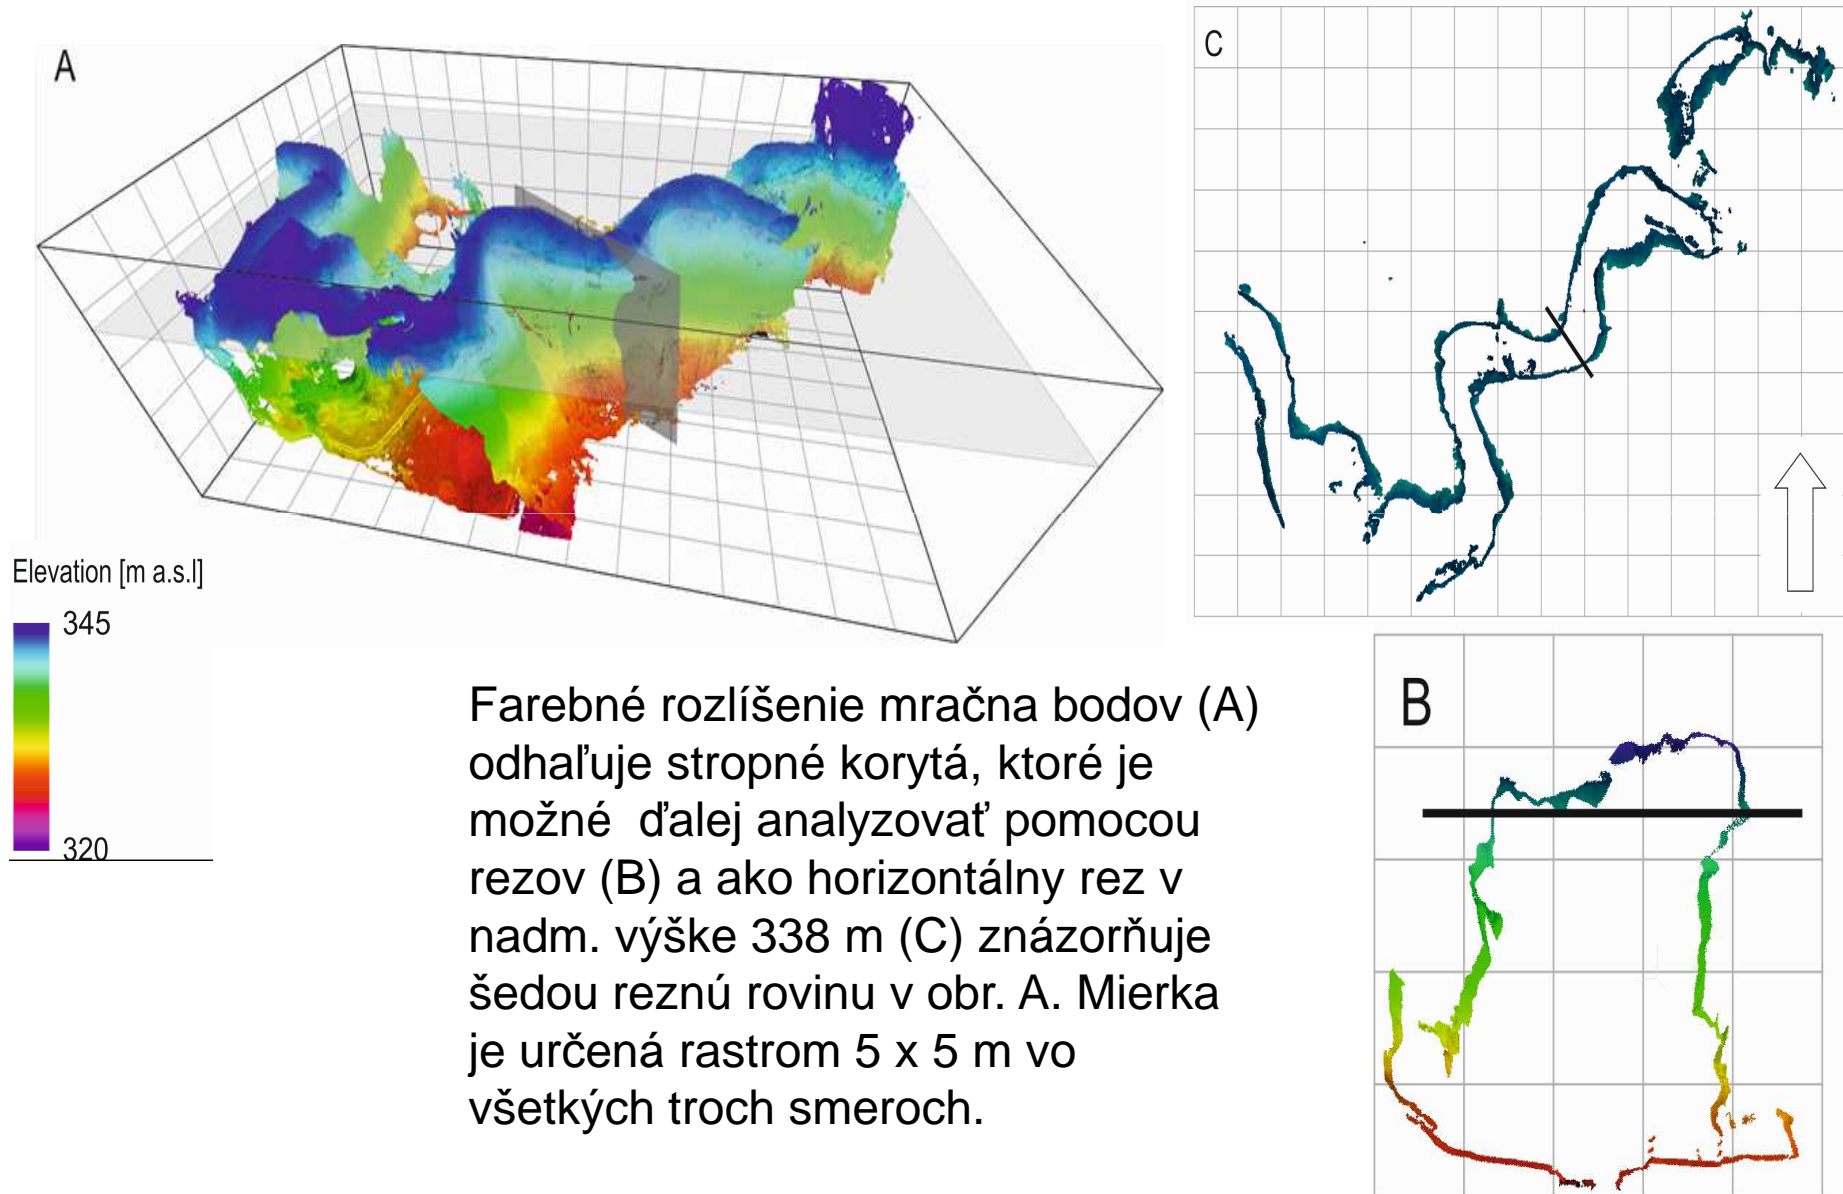 A
C
Elevation [m a.s.l]
345
320
B
Farebné rozlíšenie mračna bodov (A)
odhaľuje stropné korytá, ktoré je
možné ďalej analyzovať pomocou
rezov (B) a ako horizontálny rez v
nadm. výške 338 m (C) znázorňuje
šedou reznú rovinu v obr. A. Mierka
je určená rastrom 5 x 5 m vo
všetkých troch smeroch.